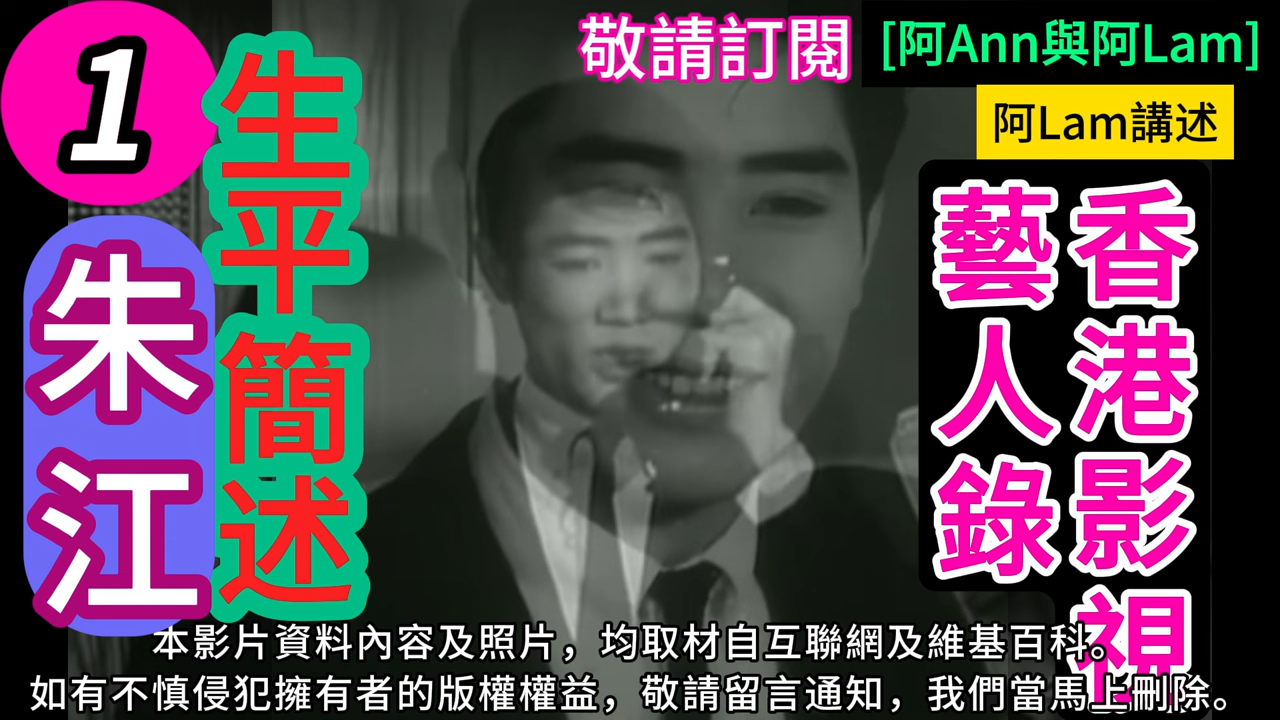 1
朱江
生平簡述
敬請訂閱
[阿Ann與阿Lam]
阿Lam講述
香港影視
藝人錄
本影片資料內容及照片，均取材自互聯網及維基百科。
如有不慎侵犯擁有者的版權權益，敬請留言通知，我們當馬上刪除。